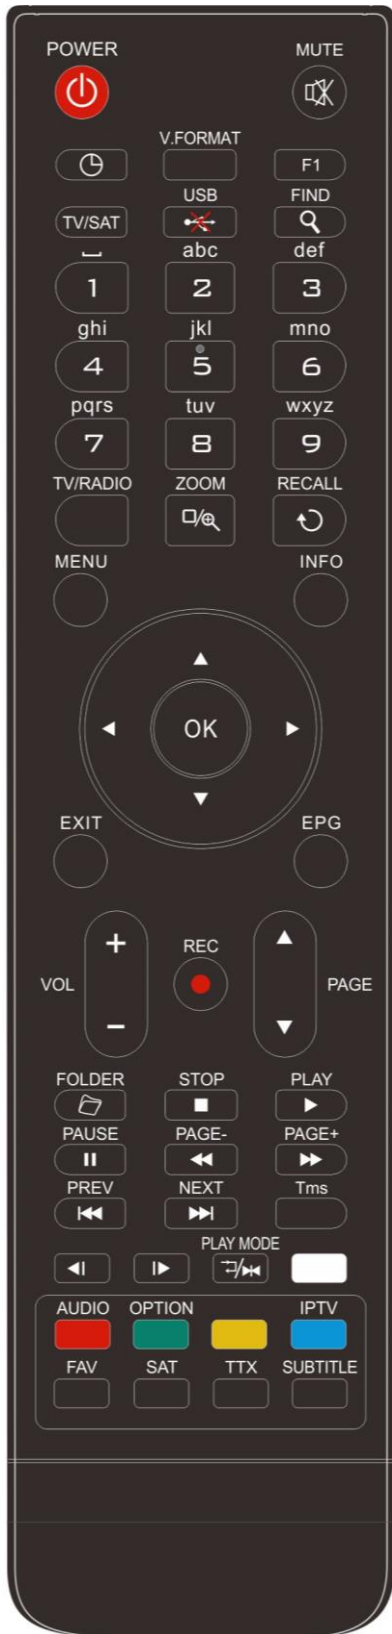 POWER MUTE
V.FORMAT
F1
USB FIND
TV/SAT
abc def
1 2 3
ghi jkl mno
4 5 6
pqrs tuv wxyz
7 8 9
TV/RADIO ZOOM RECALL
MENU INFO
OK
EXIT EPG
+
REC
VOL PAGE
−
FOLDER STOP PLAY
PAUSE PAGE- PAGE+
PREV NEXT Tms
PLAY MODE
AUDIO OPTION IPTV
FAV SAT TTX SUBTITLE